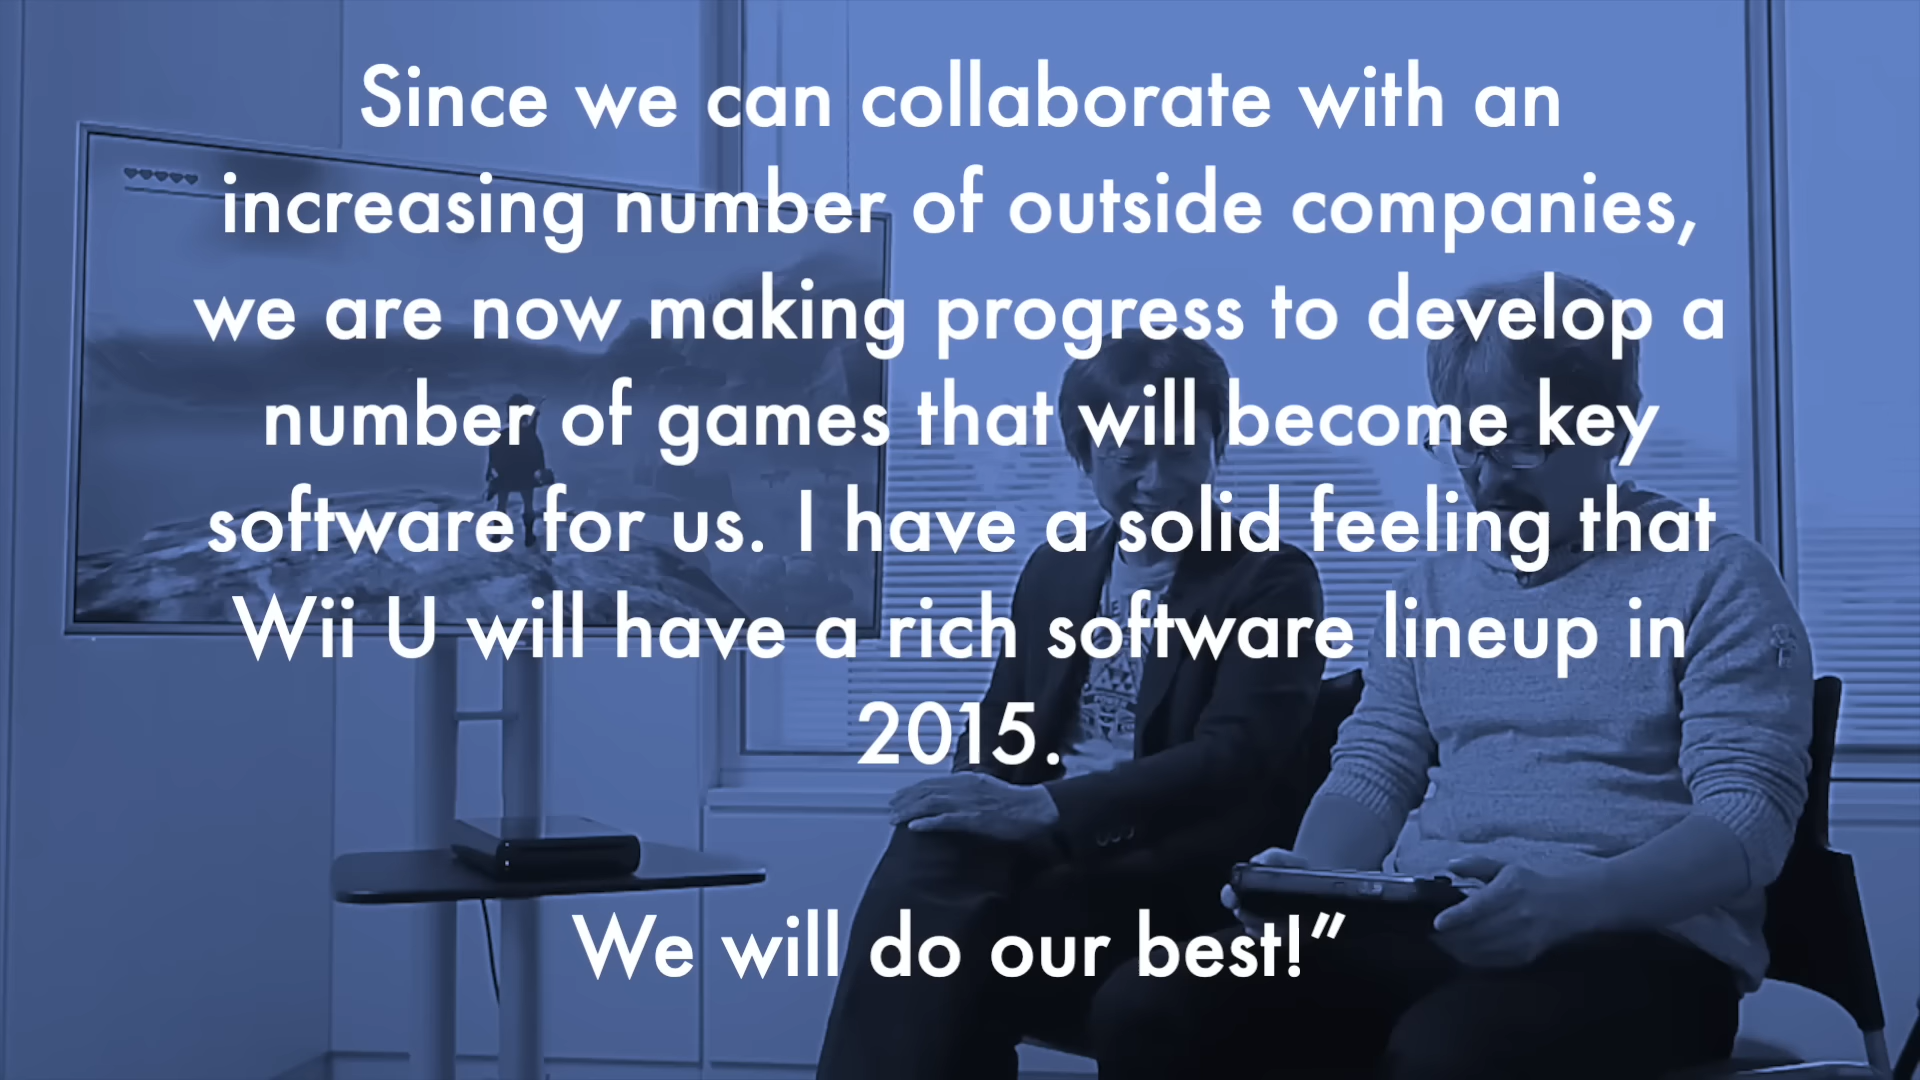 Since we can collaborate with an
increasing number of outside companies,
we are now making progress to develop a
number of games that will become key
software for us. I have a solid feeling that
Wii U will have a rich software lineup in
2015.
We will do our best!”